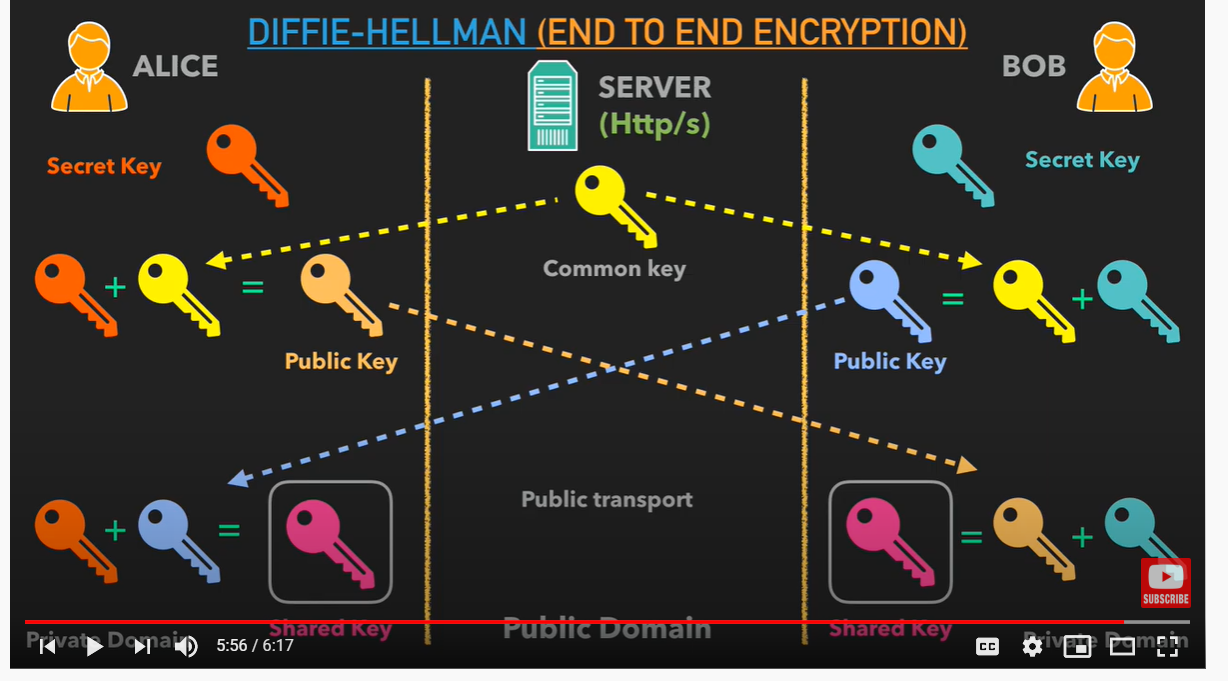 DIFFIE-HELLMAN (END TO END ENCRYPTION)
ALICE
SERVER
(Http/s)
BOB
Secret Key
Secret Key
Common key
Public Key
Public Key
Public transport
Private Domain
Shared Key
Public Domain
Shared Key
Private Domain
SUBSCRIBE
5:56 / 6:17
CC